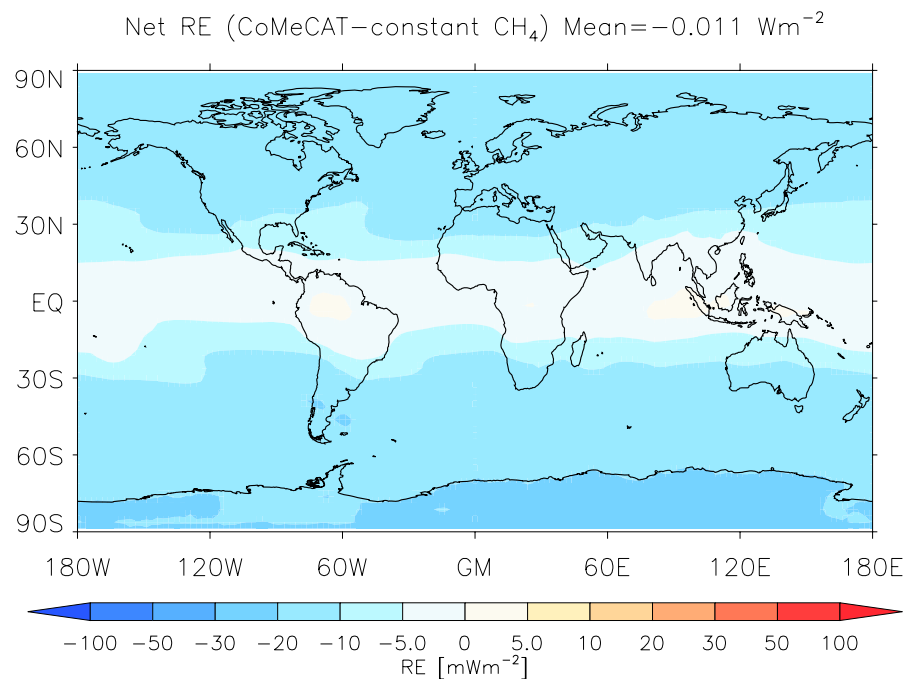 Net RE (CoMeCAT−constant CH₄) Mean=−0.011 Wm⁻²
90N
60N
30N
EQ
30S
60S
90S
180W 120W 60W GM 60E 120E 180E
−100 −50 −30 −20 −10 −5.0 0 5.0 10 20 30 50 100
RE [mWm⁻²]